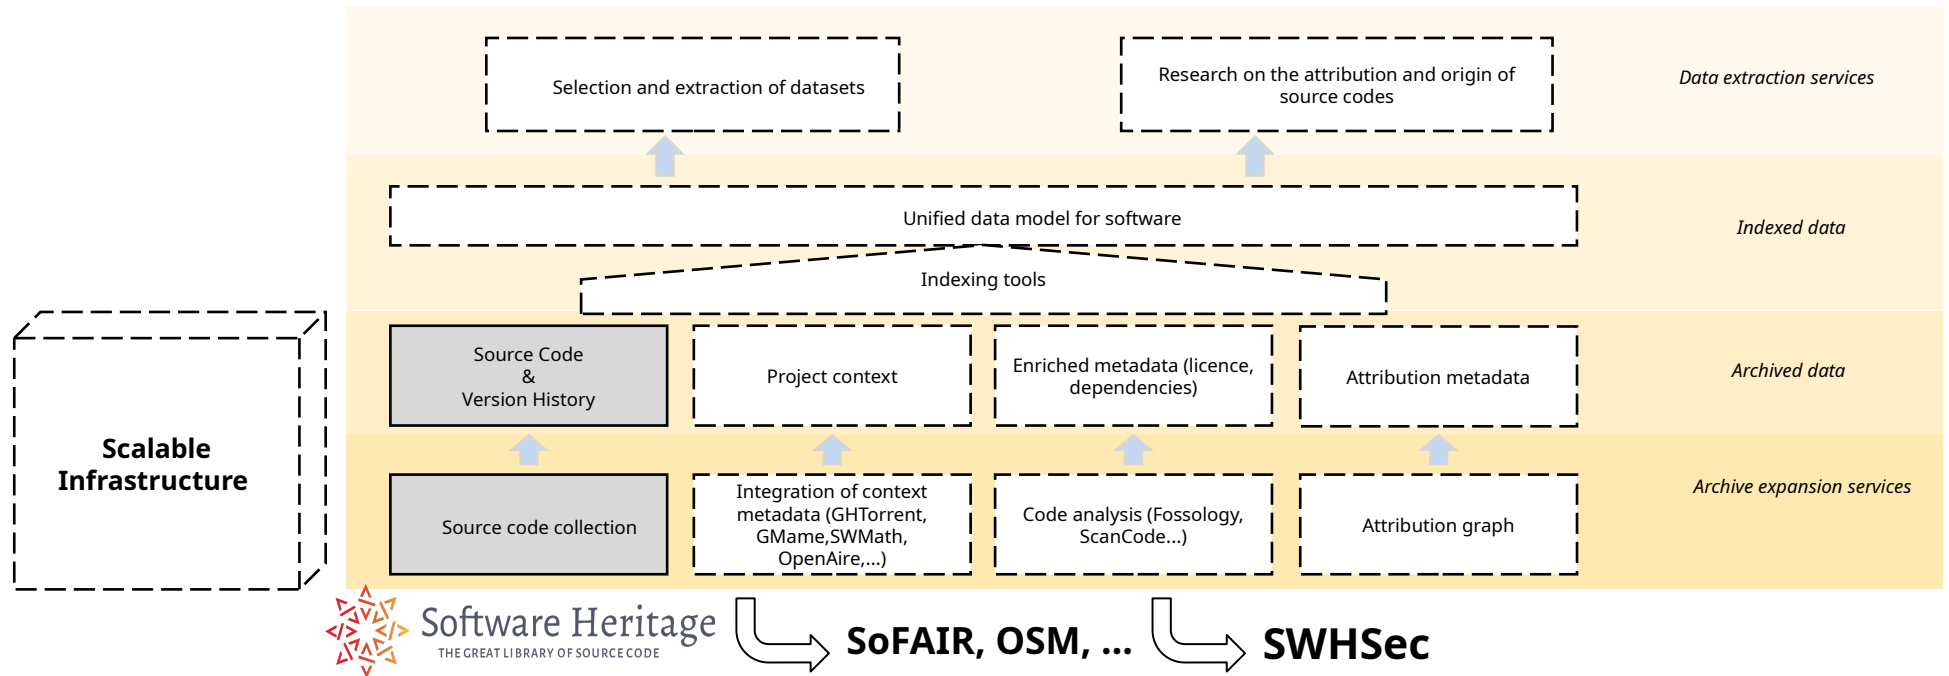 Selection and extraction of datasets
Research on the attribution and origin of
source codes
Data extraction services
Unified data model for software
Indexed data
Indexing tools
Source Code
&
Version History
Project context
Enriched metadata (licence,
dependencies)
Attribution metadata
Archived data
Scalable
Infrastructure
Source code collection
Integration of context
metadata (GHTorrent,
GMame,SWMath,
OpenAire,...)
Code analysis (Fossology,
ScanCode...)
Attribution graph
Archive expansion services
Software Heritage
THE GREAT LIBRARY OF SOURCE CODE
SoFAIR, OSM, ...
SWHSec